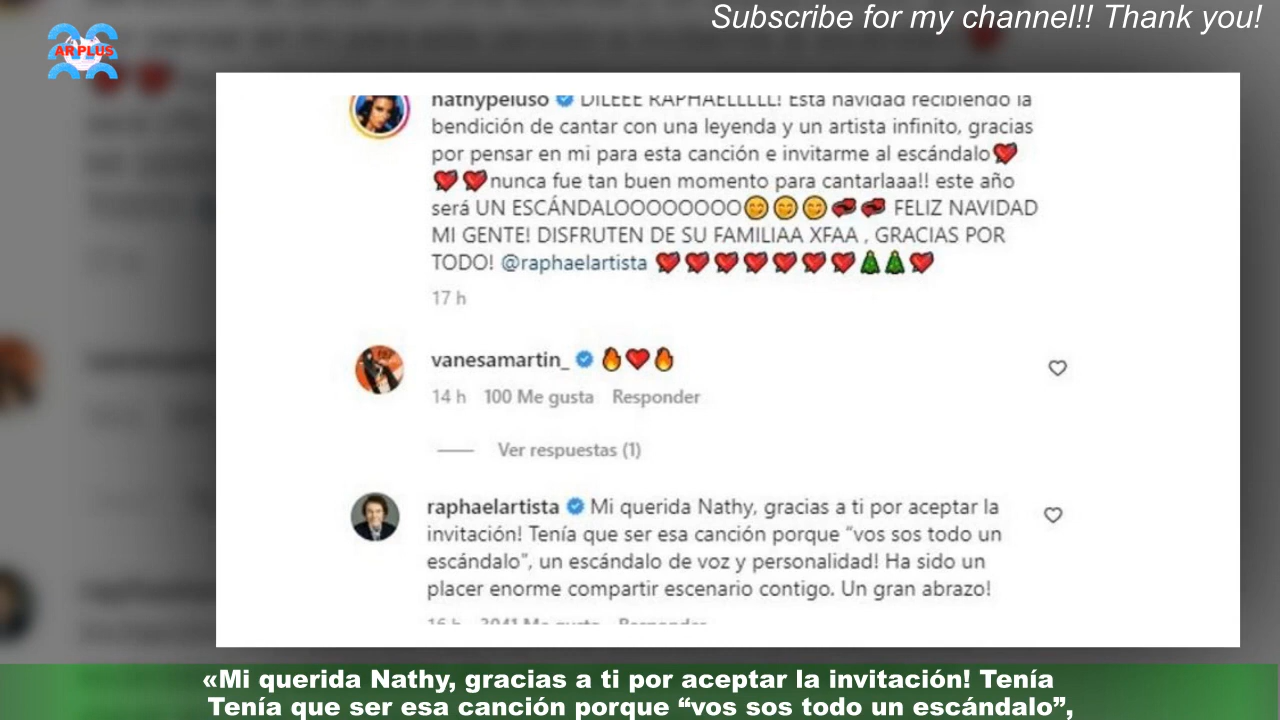 Subscribe for my channel!! Thank you!
AR PLUS
nathypeluso DILEEE RAPHAELLLLL! Esta navidad recibiendo la
bendición de cantar con una leyenda y un artista infinito, gracias
por pensar en mi para esta canción e invitarme al escándalo❤️
❤️❤️nunca fue tan buen momento para cantarlaaa!! este año
será UN ESCÁNDALOOOOOOOO😋😋😋💞💞 FELIZ NAVIDAD
MI GENTE! DISFRUTEN DE SU FAMILIAA XFAA , GRACIAS POR
TODO! @raphaelartista ❤️❤️❤️❤️❤️❤️❤️🎄🎄❤️
17 h
vanesamartin_ 🔥❤️🔥
14 h 100 Me gusta Responder
Ver respuestas (1)
raphaelartista Mi querida Nathy, gracias a ti por aceptar la
invitación! Tenía que ser esa canción porque “vos sos todo un
escándalo”, un escándalo de voz y personalidad! Ha sido un
placer enorme compartir escenario contigo. Un gran abrazo!
16 h 3041 Me gusta Responder
«Mi querida Nathy, gracias a ti por aceptar la invitación! Tenía
Tenía que ser esa canción porque “vos sos todo un escándalo”,